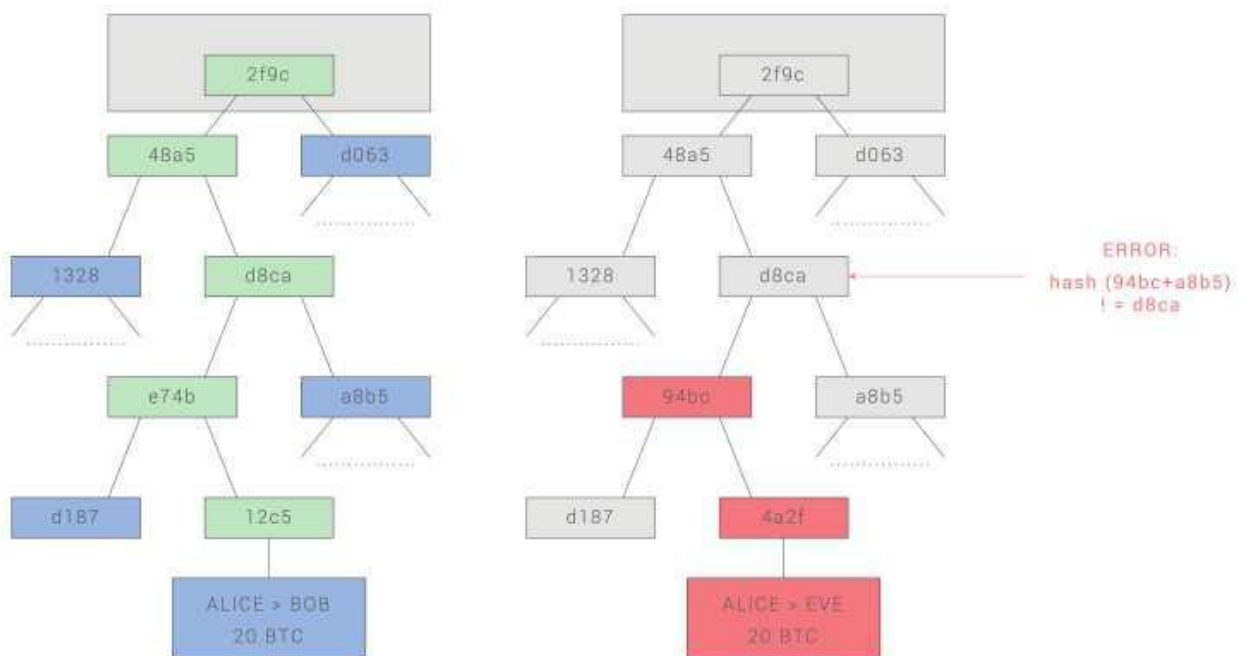 2f9c
48a5
d063
1328
d8ca
e74b
a8b5
d187
12c5
ALICE > BOB
20 BTC
2f9c
48a5
d063
1328
d8ca
ERROR:
hash (94bc+a8b5)
! = d8ca
94bc
a8b5
d187
4a2f
ALICE > EVE
20 BTC